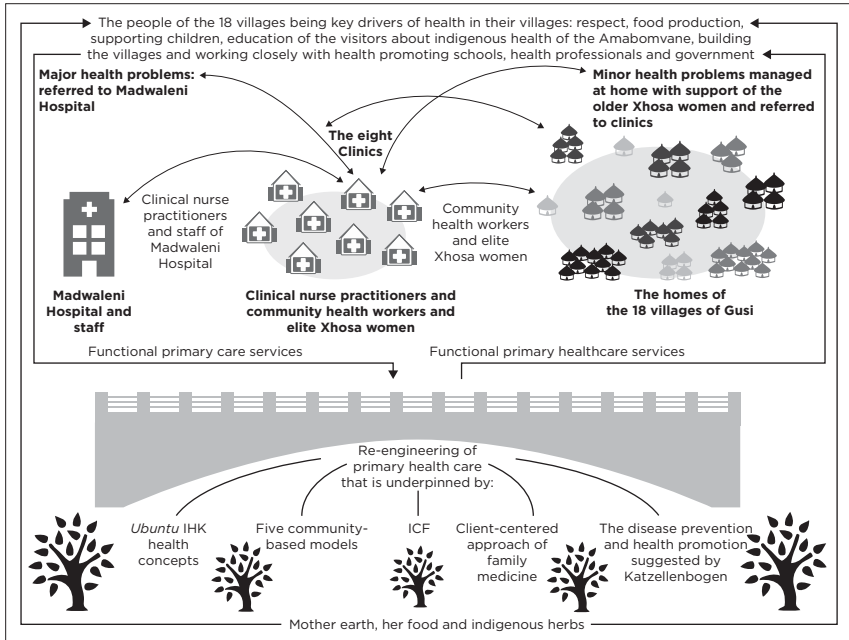 The people of the 18 villages being key drivers of health in their villages: respect, food production,
supporting children, education of the visitors about indigenous health of the Amabomvane, building
the villages and working closely with health promoting schools, health professionals and government
Major health problems:
referred to Madwaleni
Hospital
Minor health problems managed
at home with support of the
older Xhosa women and referred
to clinics
The eight
Clinics
Clinical nurse
practitioners
and staff of
Madwaleni
Hospital
Community
health workers
and elite
Xhosa women
Madwaleni
Hospital and
staff
Clinical nurse practitioners and
community health workers and
elite Xhosa women
The homes of
the 18 villages of Gusi
Functional primary care services
Functional primary healthcare services
Re-engineering of
primary health care
that is underpinned by:
Ubuntu IHK
health
concepts
Five community-
based models
ICF
Client-centered
approach of
family
medicine
The disease prevention
and health promotion
suggested by
Katzellenbogen
Mother earth, her food and indigenous herbs